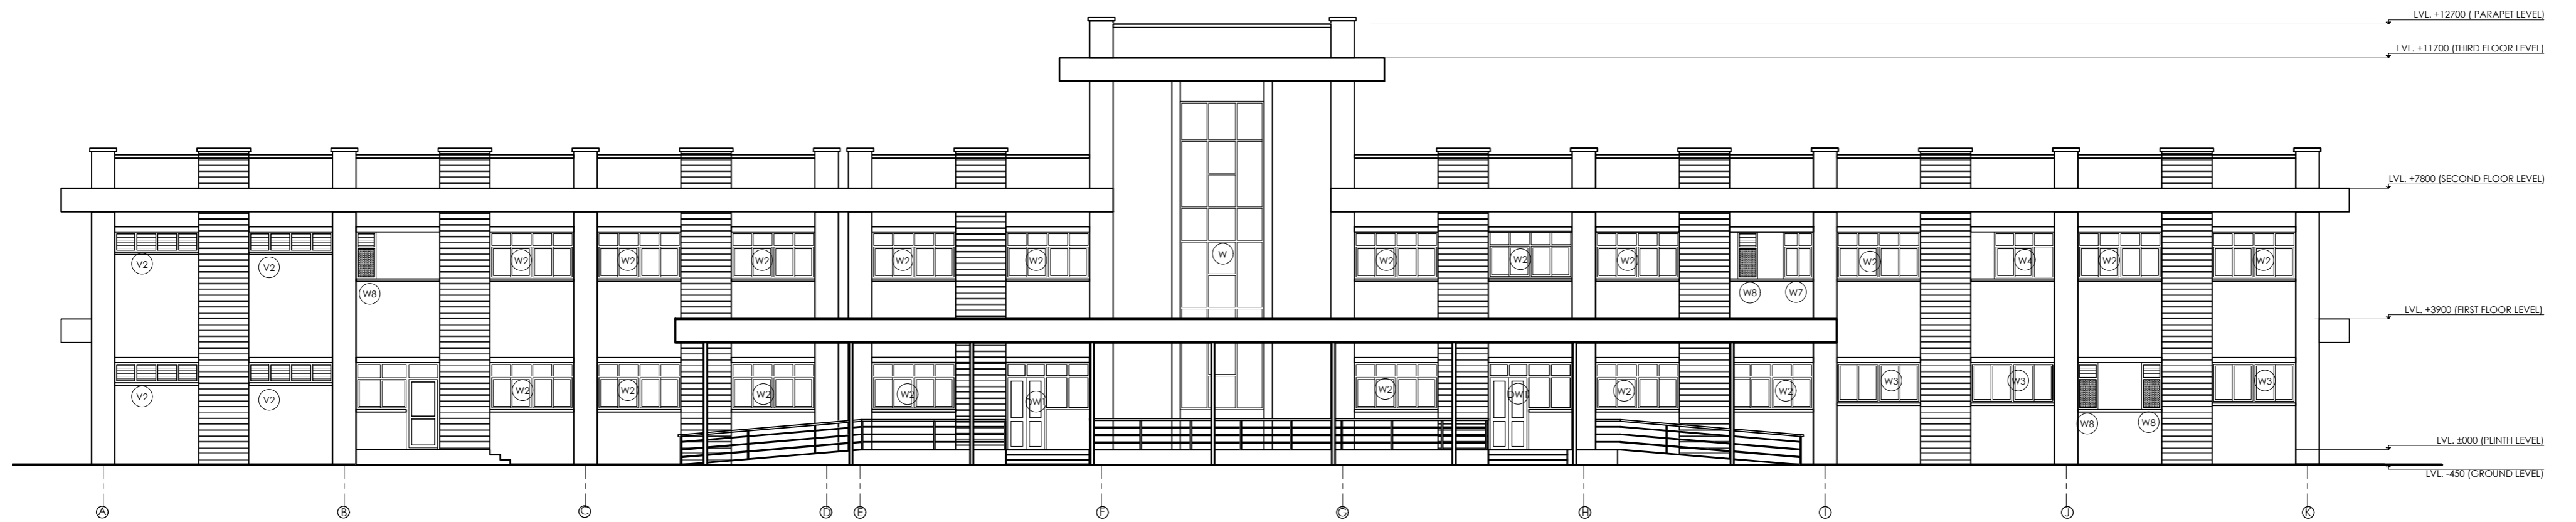 LVL. +12700 ( PARAPET LEVEL)
LVL. +11700 (THIRD FLOOR LEVEL)
LVL. +7800 (SECOND FLOOR LEVEL)
V2 V2 W2 W2 W2 W2 W2 W W2 W2 W2 W2 W4 W2 W2
W8 W8 W7
LVL. +3900 (FIRST FLOOR LEVEL)
V2 V2 W2 W2 W2 W2 DW1 W2 DW1 W2 W2 W3 W3 W3
W8 W8
LVL. ±000 (PLINTH LEVEL)
LVL. -450 (GROUND LEVEL)
A B C D E F G H I J K